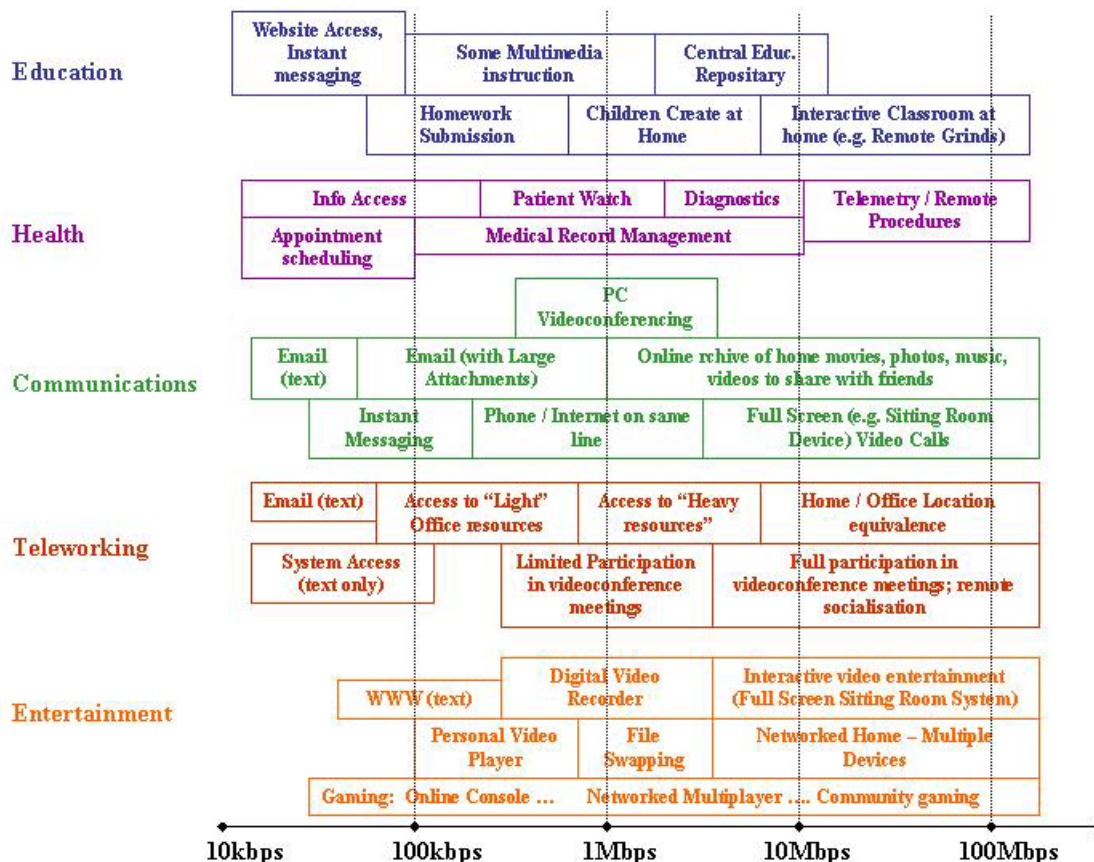 Education
Website Access,
Instant
messaging
Some Multimedia
instruction
Central Educ.
Repositary
Homework
Submission
Children Create at
Home
Interactive Classroom at
home (e.g. Remote Grinds)
Health
Info Access
Patient Watch
Diagnostics
Telemetry / Remote
Procedures
Appointment
scheduling
Medical Record Management
Communications
PC
Videoconferencing
Email
(text)
Email (with Large
Attachments)
Online rchive of home movies, photos, music,
videos to share with friends
Instant
Messaging
Phone / Internet on same
line
Full Screen (e.g. Sitting Room
Device) Video Calls
Teleworking
Email (text)
Access to “Light”
Office resources
Access to “Heavy
resources”
Home / Office Location
equivalence
System Access
(text only)
Limited Participation
in videoconference
meetings
Full participation in
videoconference meetings; remote
socialisation
Entertainment
WWW (text)
Digital Video
Recorder
Interactive video entertainment
(Full Screen Sitting Room System)
Personal Video
Player
File
Swapping
Networked Home – Multiple
Devices
Gaming: Online Console … Networked Multiplayer …. Community gaming
10kbps 100kbps 1Mbps 10Mbps 100Mbps